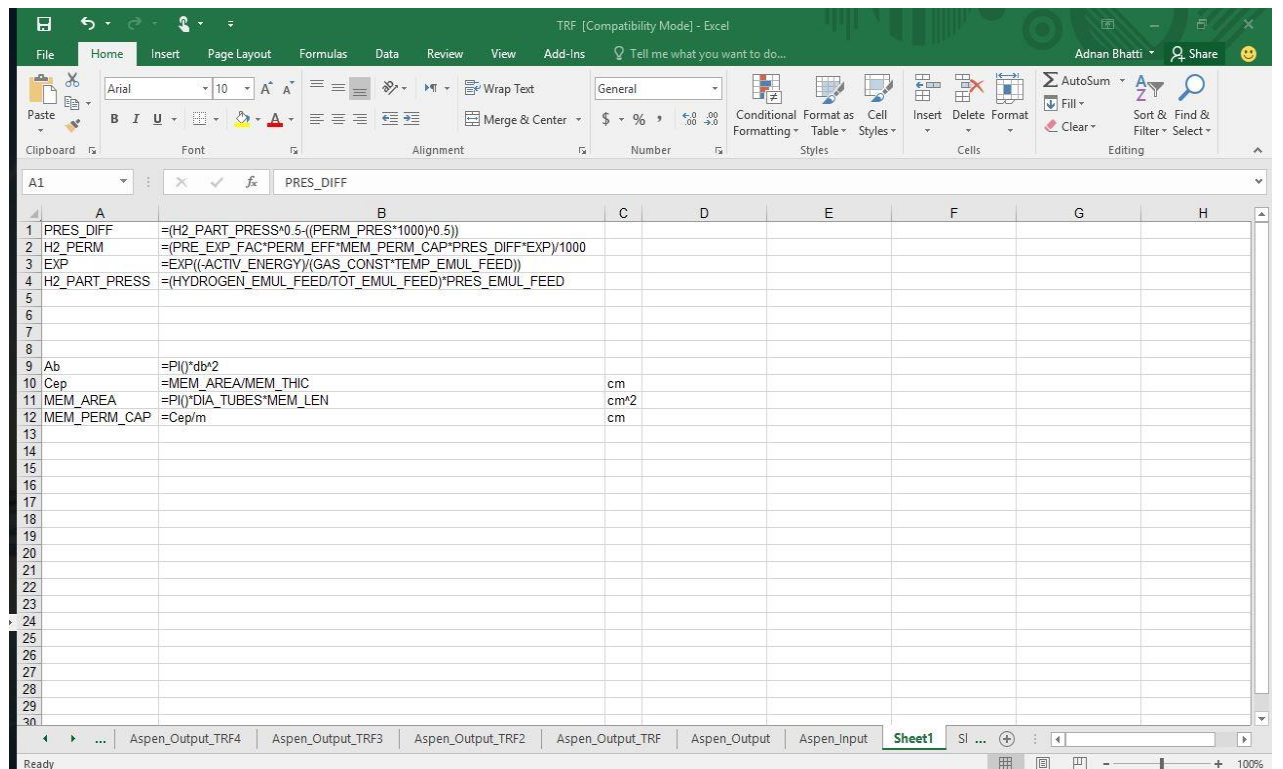 TRF [Compatibility Mode] - Excel
File Home Insert Page Layout Formulas Data Review View Add-Ins Tell me what you want to do... Adnan Bhatti Share
Paste
Arial 10
B I U
Wrap Text
Merge & Center
General
$ % , .00 .0
Conditional Formatting
Format as Table
Cell Styles
Insert Delete Format
AutoSum
Fill
Clear
Sort & Filter
Find & Select
Clipboard Font Alignment Number Styles Cells Editing
A1 fx PRES_DIFF
A B C D E F G H
1 PRES_DIFF =(H2_PART_PRESS^0.5-((PERM_PRES*1000)^0.5))
2 H2_PERM =(PRE_EXP_FAC*PERM_EFF*MEM_PERM_CAP*PRES_DIFF*EXP)/1000
3 EXP =EXP((-ACTIV_ENERGY)/(GAS_CONST*TEMP_EMUL_FEED))
4 H2_PART_PRESS =(HYDROGEN_EMUL_FEED/TOT_EMUL_FEED)*PRES_EMUL_FEED
5
6
7
8
9 Ab =PI()*db^2
10 Cep =MEM_AREA/MEM_THIC cm
11 MEM_AREA =PI()*DIA_TUBES*MEM_LEN cm^2
12 MEM_PERM_CAP =Cep/m cm
13
14
15
16
17
18
19
20
21
22
23
24
25
26
27
28
29
30
... Aspen_Output_TRF4 Aspen_Output_TRF3 Aspen_Output_TRF2 Aspen_Output_TRF Aspen_Output Aspen_Input Sheet1 Sl ...
Ready 100%